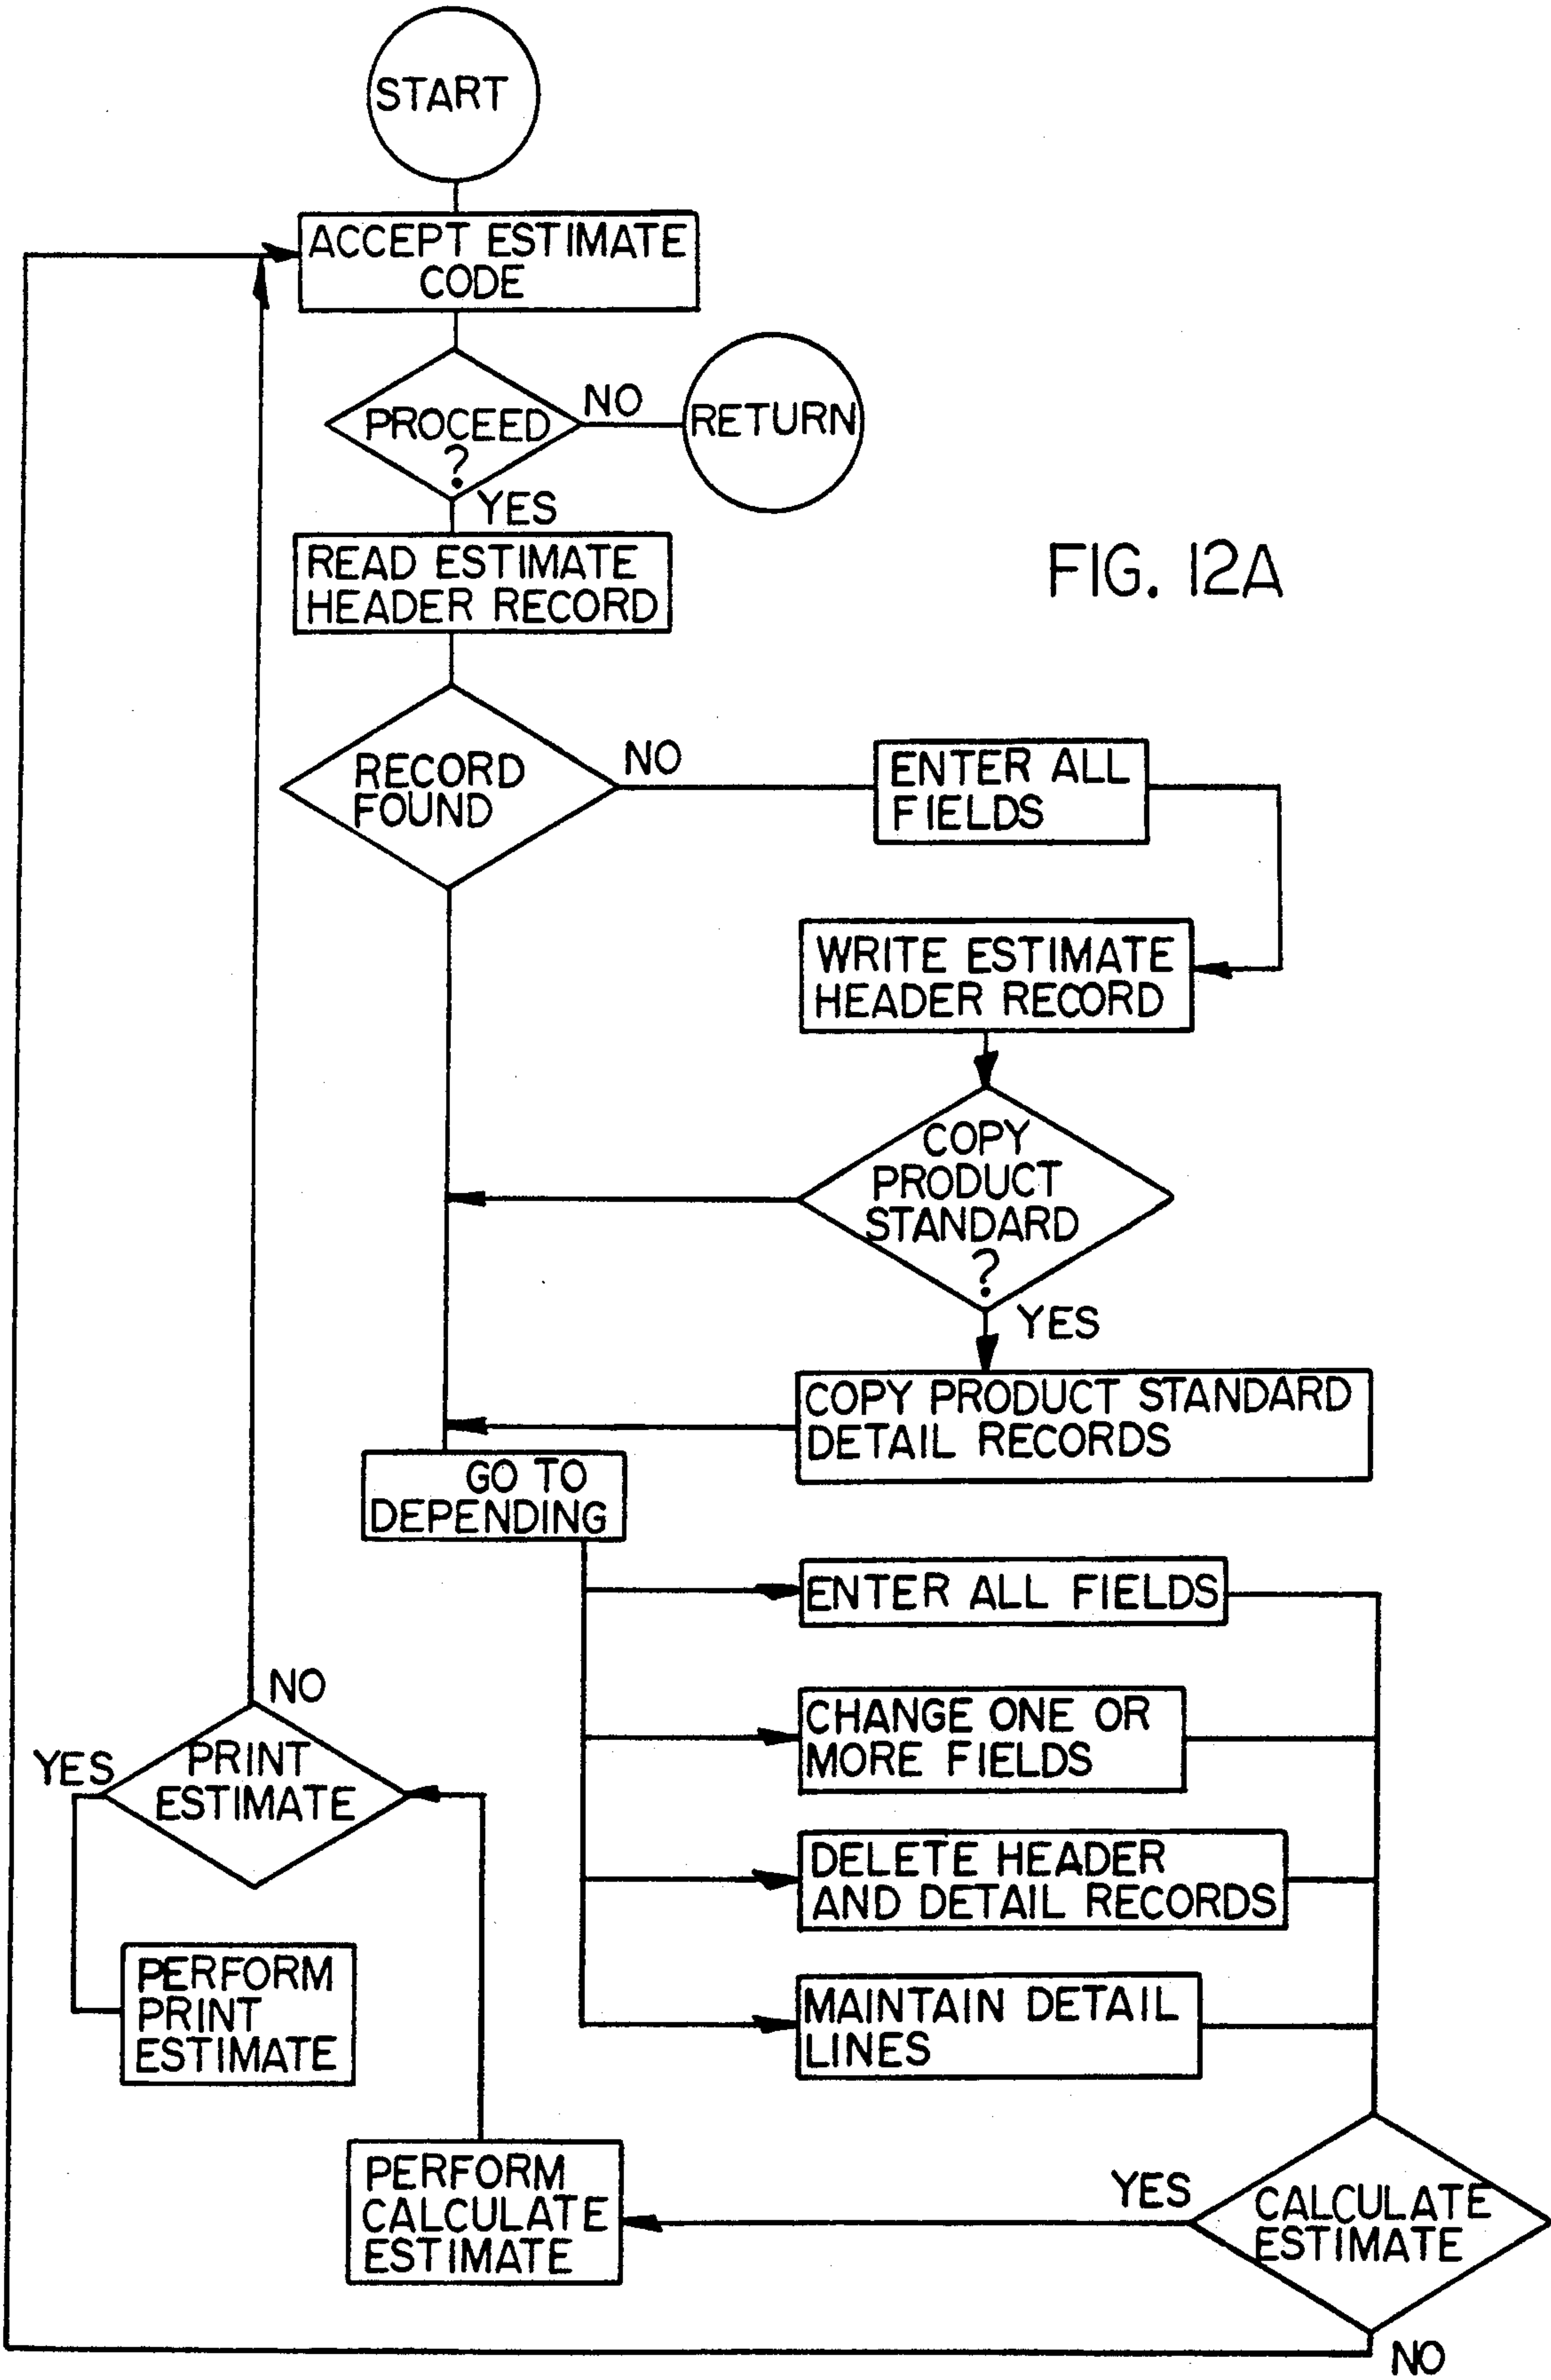 START
ACCEPT ESTIMATE
CODE
PROCEED
?
NO
RETURN
YES
READ ESTIMATE
HEADER RECORD
FIG. 12A
RECORD
FOUND
NO
ENTER ALL
FIELDS
WRITE ESTIMATE
HEADER RECORD
COPY
PRODUCT
STANDARD
?
YES
COPY PRODUCT STANDARD
DETAIL RECORDS
GO TO
DEPENDING
ENTER ALL FIELDS
CHANGE ONE OR
MORE FIELDS
DELETE HEADER
AND DETAIL RECORDS
MAINTAIN DETAIL
LINES
NO
YES
PRINT
ESTIMATE
PERFORM
PRINT
ESTIMATE
PERFORM
CALCULATE
ESTIMATE
YES
CALCULATE
ESTIMATE
NO